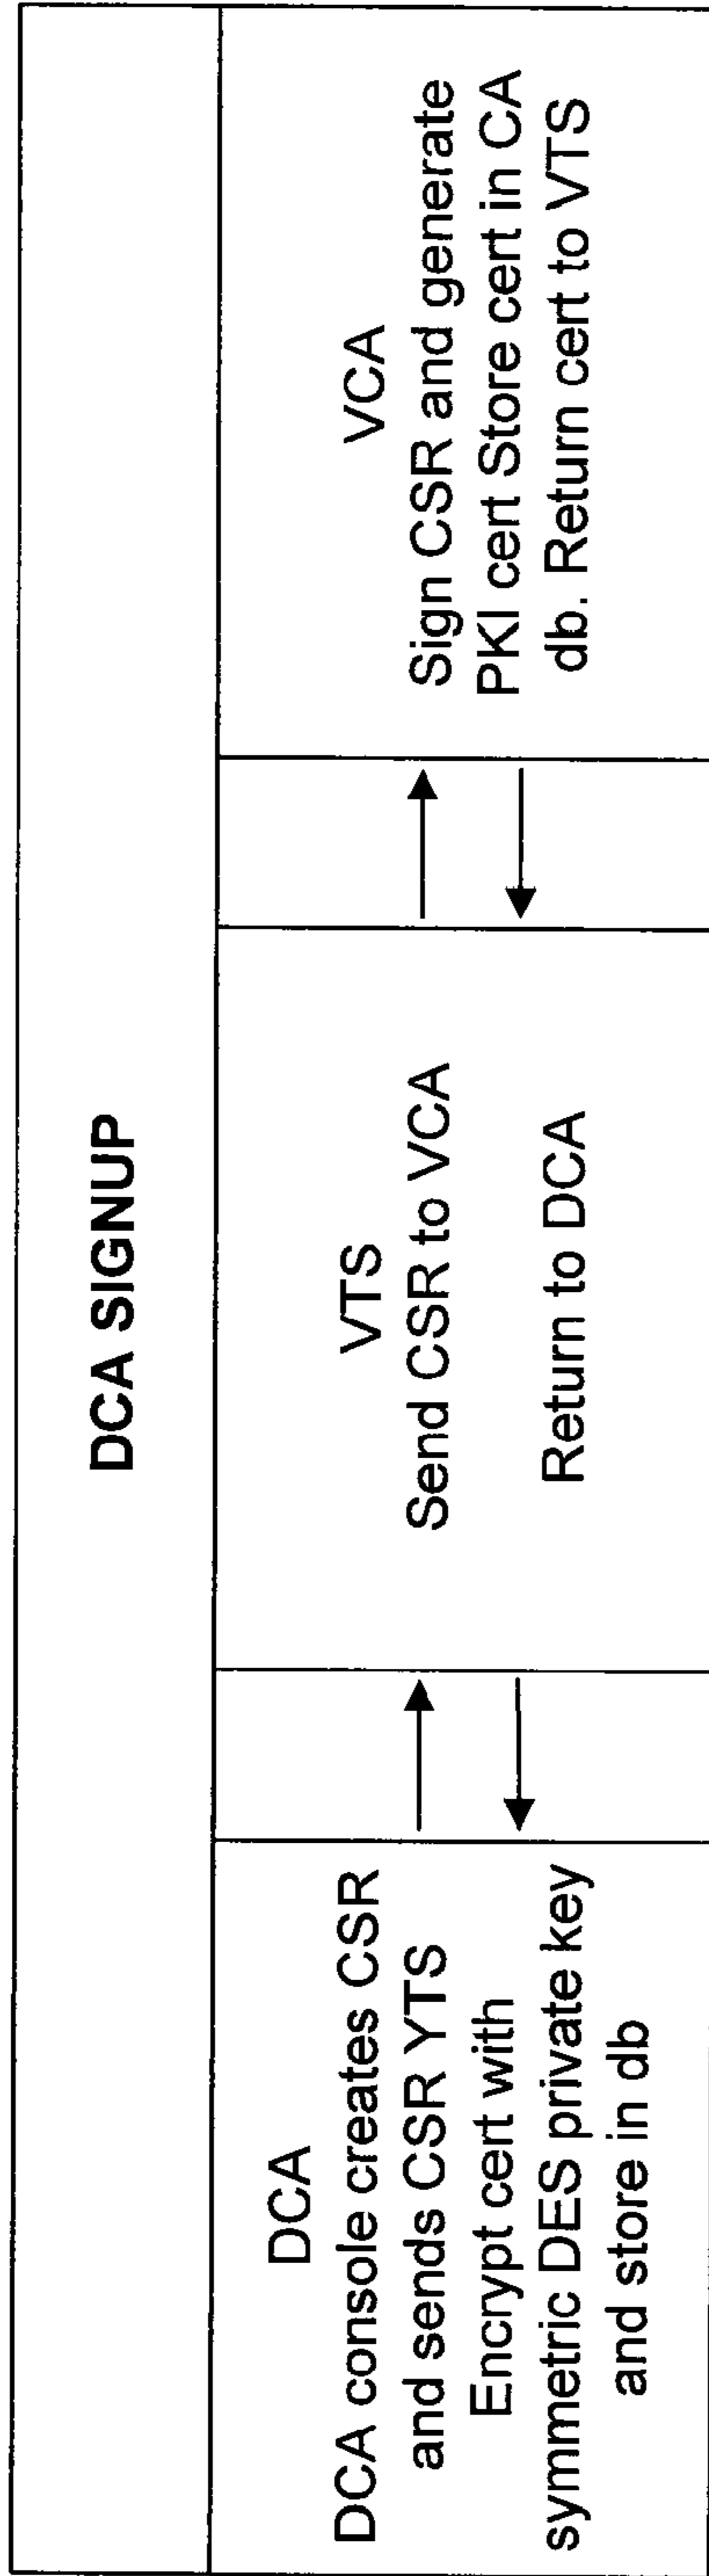 DCA SIGNUP
DCA
DCA console creates CSR
and sends CSR YTS
Encrypt cert with
symmetric DES private key
and store in db
VTS
Send CSR to VCA
Return to DCA
VCA
Sign CSR and generate
PKI cert Store cert in CA
db. Return cert to VTS